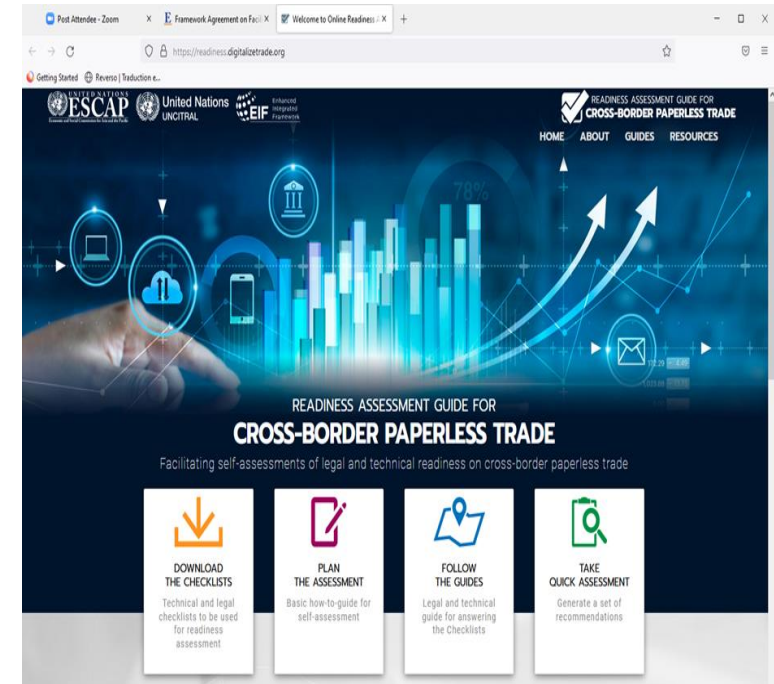 Post Attendee - Zoom
Framework Agreement on Facil
Welcome to Online Readiness A
https://readiness.digitalizetrade.org
Getting Started
Reverso | Traduction e...
UNITED NATIONS
ESCAP
Economic and Social Commission for Asia and the Pacific
United Nations
UNCITRAL
EIF
Enhanced
Integrated
Framework
READINESS ASSESSMENT GUIDE FOR
CROSS-BORDER PAPERLESS TRADE
HOME ABOUT GUIDES RESOURCES
78%
READINESS ASSESSMENT GUIDE FOR
CROSS-BORDER PAPERLESS TRADE
Facilitating self-assessments of legal and technical readiness on cross-border paperless trade
DOWNLOAD
THE CHECKLISTS
Technical and legal
checklists to be used
for readiness
assessment
PLAN
THE ASSESSMENT
Basic how-to-guide for
self-assessment
FOLLOW
THE GUIDES
Legal and technical
guide for answering
the Checklists
TAKE
QUICK ASSESSMENT
Generate a set of
recommendations